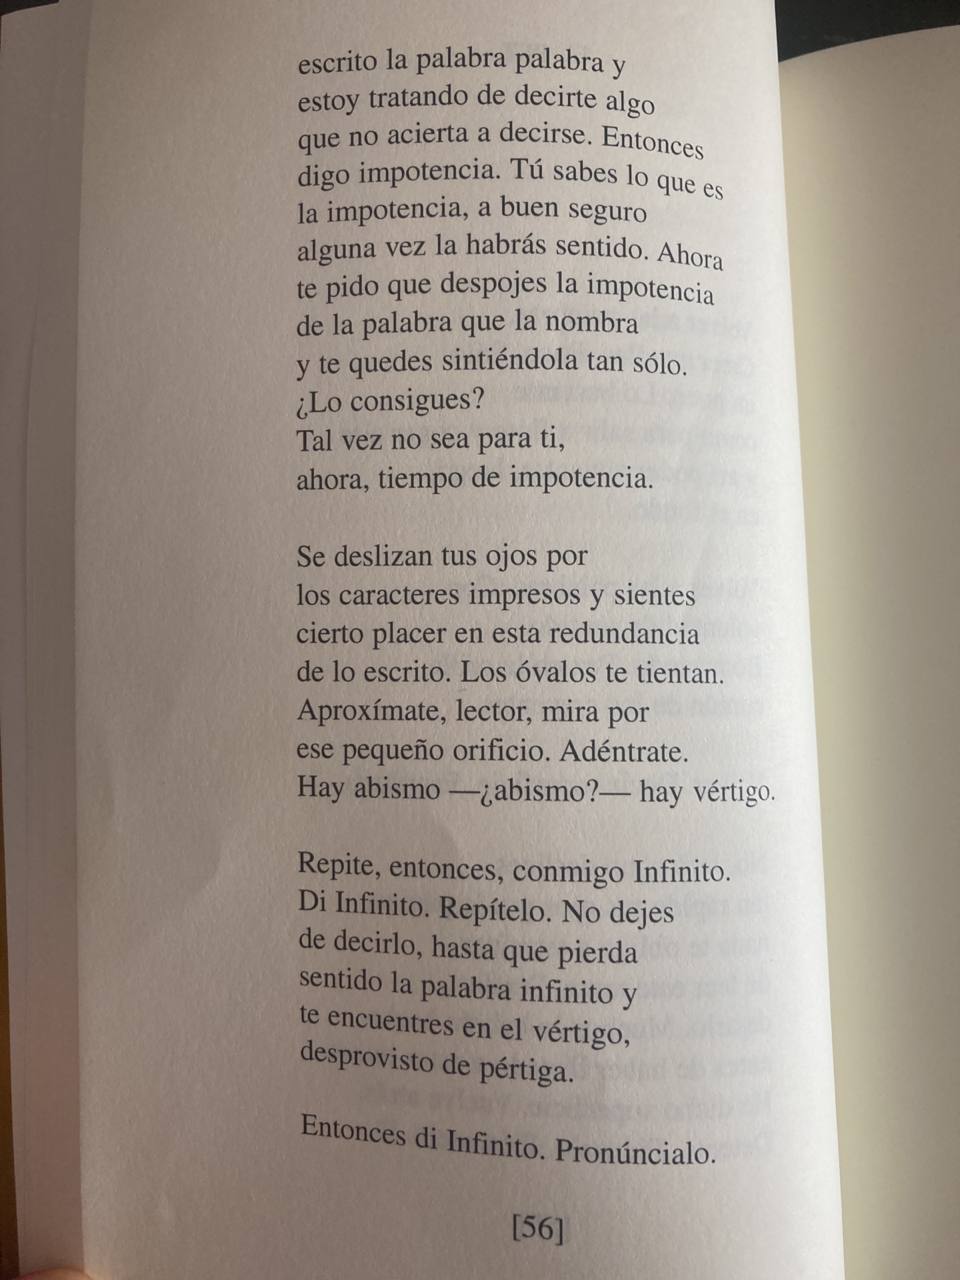 escrito la palabra palabra y
estoy tratando de decirte algo
que no acierta a decirse. Entonces
digo impotencia. Tú sabes lo que es
la impotencia, a buen seguro
alguna vez la habrás sentido. Ahora
te pido que despojes la impotencia
de la palabra que la nombra
y te quedes sintiéndola tan sólo.
¿Lo consigues?
Tal vez no sea para ti,
ahora, tiempo de impotencia.

Se deslizan tus ojos por
los caracteres impresos y sientes
cierto placer en esta redundancia
de lo escrito. Los óvalos te tientan.
Aproxímate, lector, mira por
ese pequeño orificio. Adéntrate.
Hay abismo —¿abismo?— hay vértigo.

Repite, entonces, conmigo Infinito.
Di Infinito. Repítelo. No dejes
de decirlo, hasta que pierda
sentido la palabra infinito y
te encuentres en el vértigo,
desprovisto de pértiga.

Entonces di Infinito. Pronúncialo.

[56]